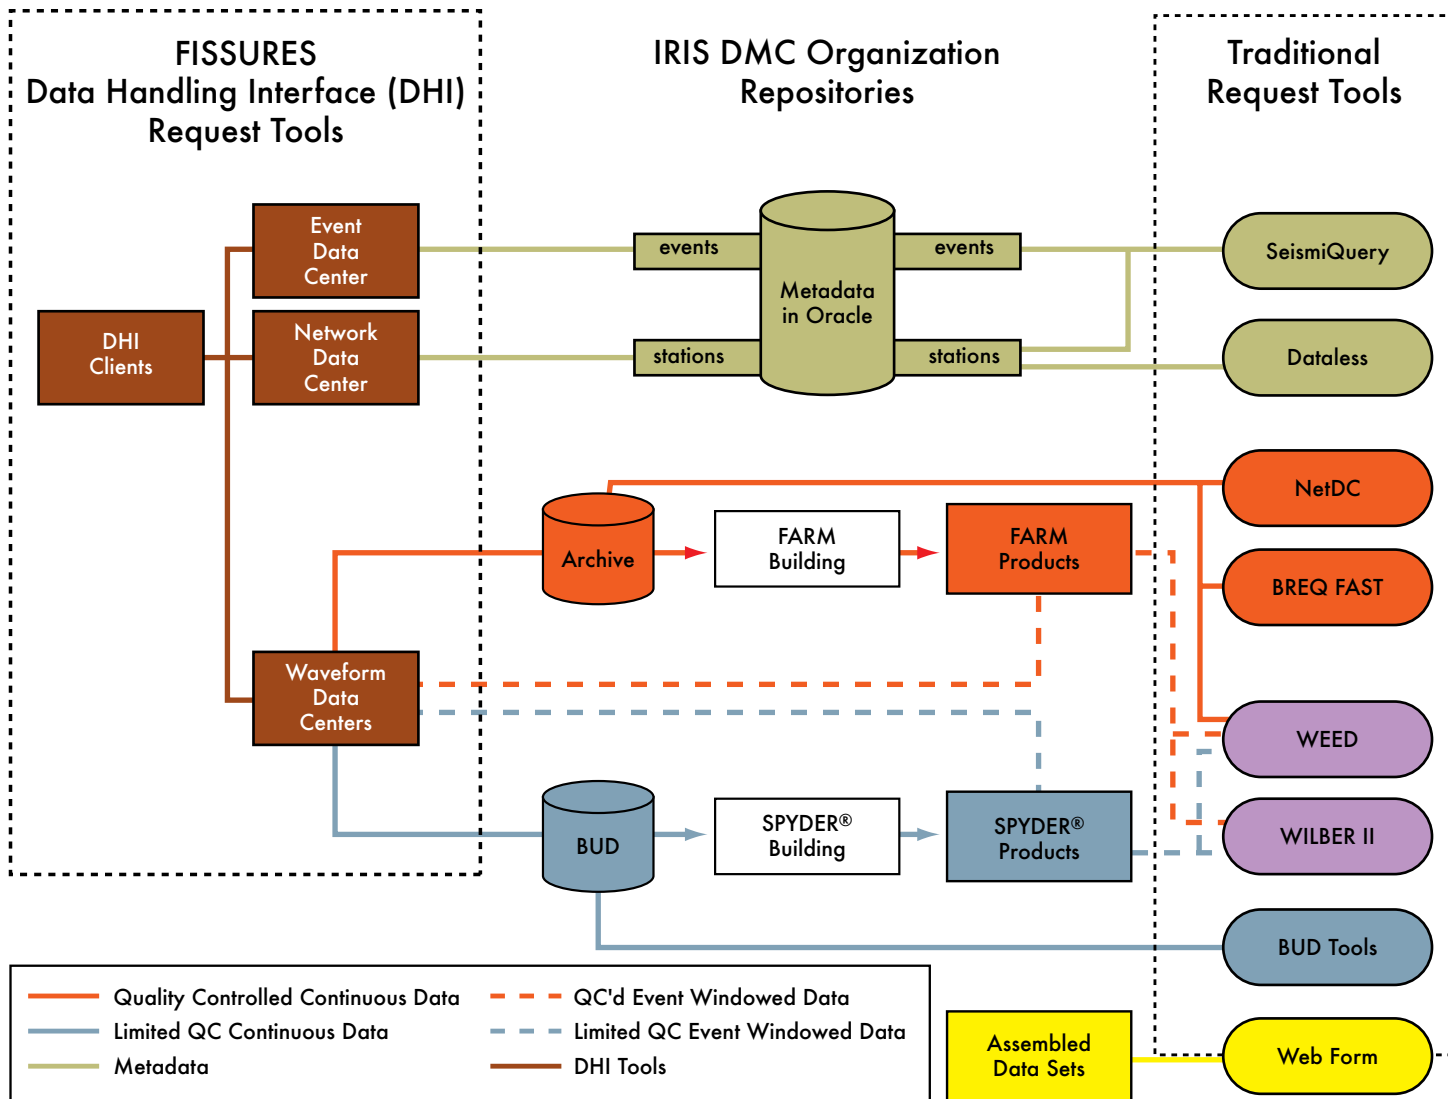 FISSURES
Data Handling Interface (DHI)
Request Tools
IRIS DMC Organization
Repositories
Traditional
Request Tools
Event
Data
Center
events
events
Metadata
in Oracle
SeismiQuery
DHI
Clients
Network
Data
Center
stations
stations
Dataless
NetDC
Archive
FARM
Building
FARM
Products
BREQ FAST
Waveform
Data
Centers
WEED
BUD
SPYDER®
Building
SPYDER®
Products
WILBER II
BUD Tools
Quality Controlled Continuous Data
Limited QC Continuous Data
Metadata
QC'd Event Windowed Data
Limited QC Event Windowed Data
DHI Tools
Assembled
Data Sets
Web Form